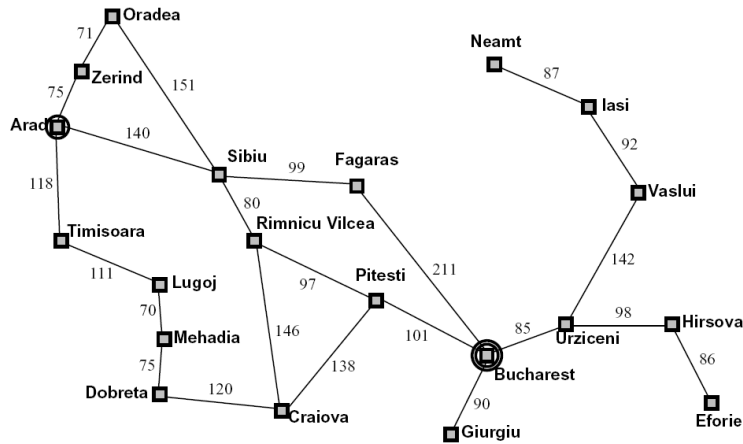 Oradea
71
Neamt
Zerind
87
151
75
Iasi
Arad
140
92
Sibiu
99
Fagaras
118
80
Vaslui
Timisoara
Rimnicu Vilcea
111
Lugoj
97
Pitesti
211
142
70
146
101
85
98
Hirsova
Mehadia
Urziceni
75
138
86
Dobreta
120
Bucharest
90
Craiova
Eforie
Giurgiu